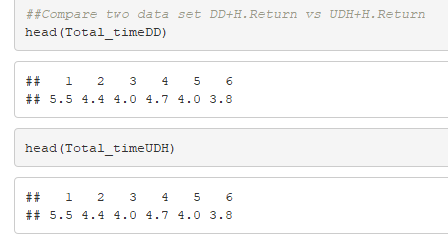 ##Compare two data set DD+H.Return vs UDH+H.Return
head(Total_timeDD)
## 1 2 3 4 5 6
## 5.5 4.4 4.0 4.7 4.0 3.8
head(Total_timeUDH)
## 1 2 3 4 5 6
## 5.5 4.4 4.0 4.7 4.0 3.8